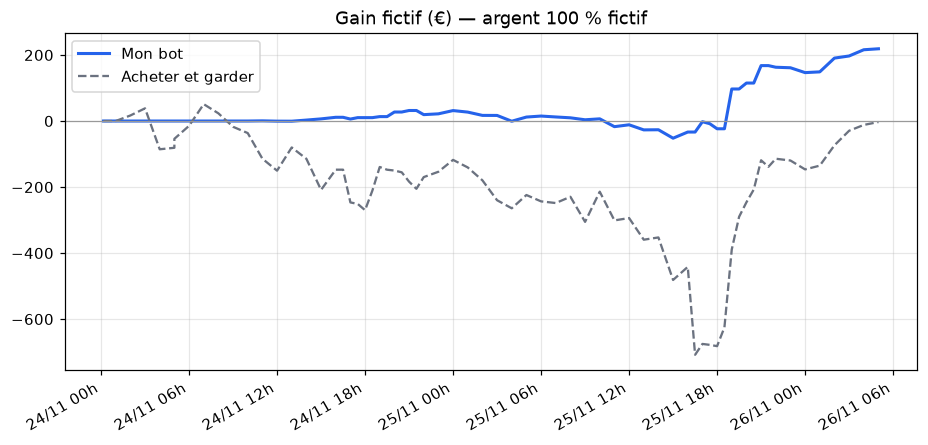 Gain fictif (€) — argent 100 % fictif
Mon bot
Acheter et garder
200
0
−200
−400
−600
24/11 00h
24/11 06h
24/11 12h
24/11 18h
25/11 00h
25/11 06h
25/11 12h
25/11 18h
26/11 00h
26/11 06h